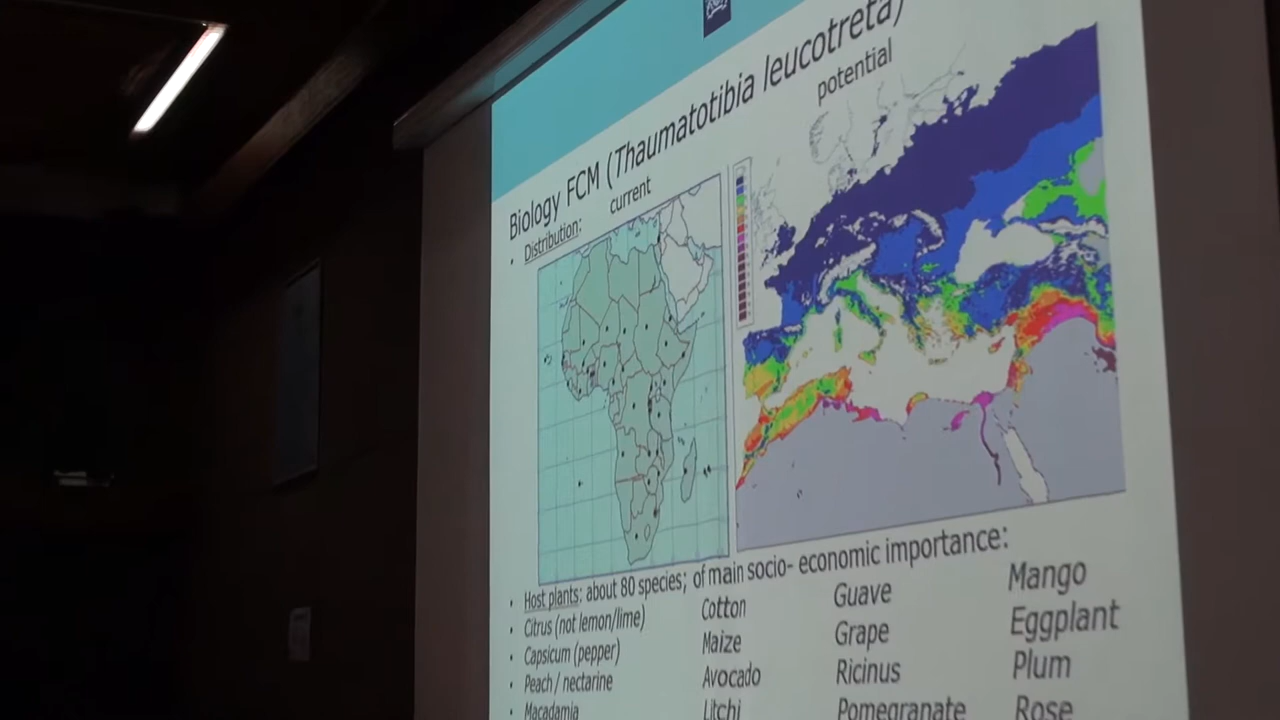 Biology FCM (Thaumatotibia leucotreta)
• Distribution:
current
potential
• Host plants: about 80 species; of main socio- economic importance:
• Citrus (not lemon/lime)
• Capsicum (pepper)
• Peach / nectarine
• Macadamia
Cotton
Maize
Avocado
Litchi
Guave
Grape
Ricinus
Pomegranate
Mango
Eggplant
Plum
Rose